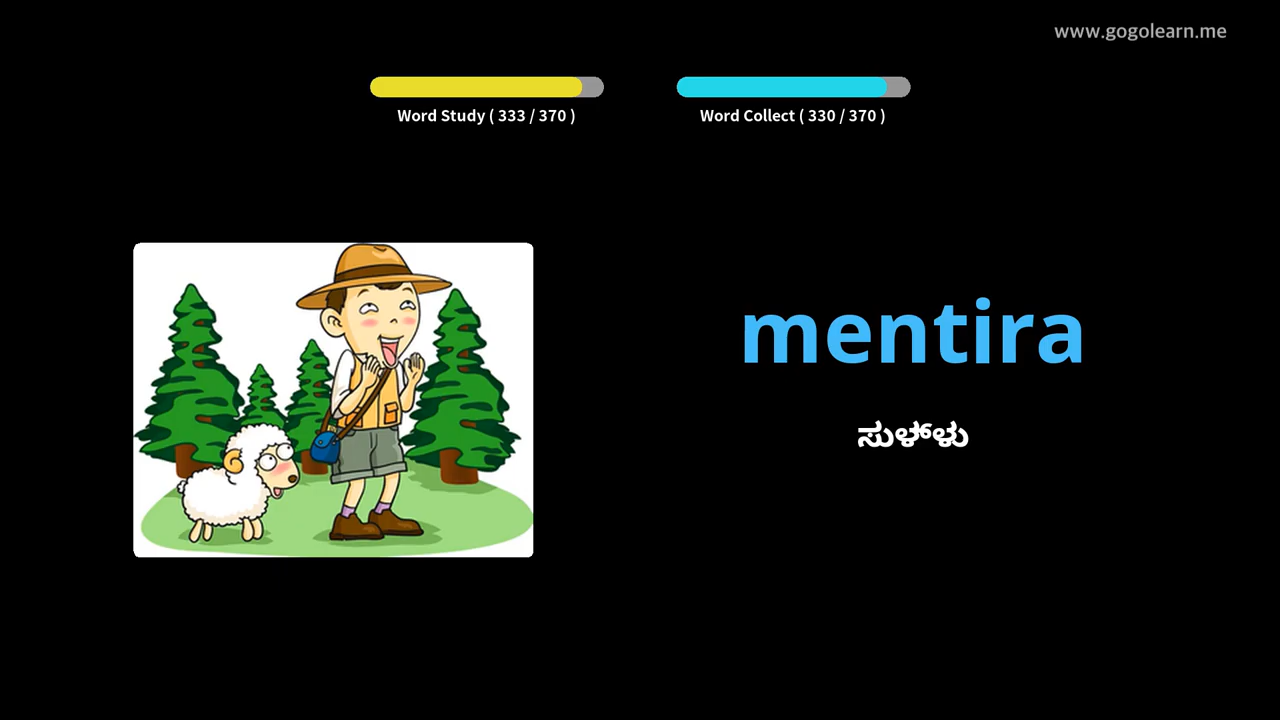 www.gogolearn.me
Word Study ( 333 / 370 )
Word Collect ( 330 / 370 )
mentira
ಸುಳ್ಳು